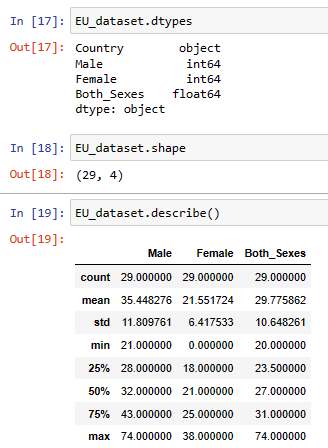 In [17]: EU_dataset.dtypes
Out[17]: Country object
Male int64
Female int64
Both_Sexes float64
dtype: object
In [18]: EU_dataset.shape
Out[18]: (29, 4)
In [19]: EU_dataset.describe()
Out[19]:
Male Female Both_Sexes
count 29.000000 29.000000 29.000000
mean 35.448276 21.551724 29.775862
std 11.809761 6.417533 10.648261
min 21.000000 0.000000 20.000000
25% 28.000000 18.000000 23.500000
50% 32.000000 21.000000 27.000000
75% 43.000000 25.000000 31.000000
max 74.000000 38.000000 74.000000